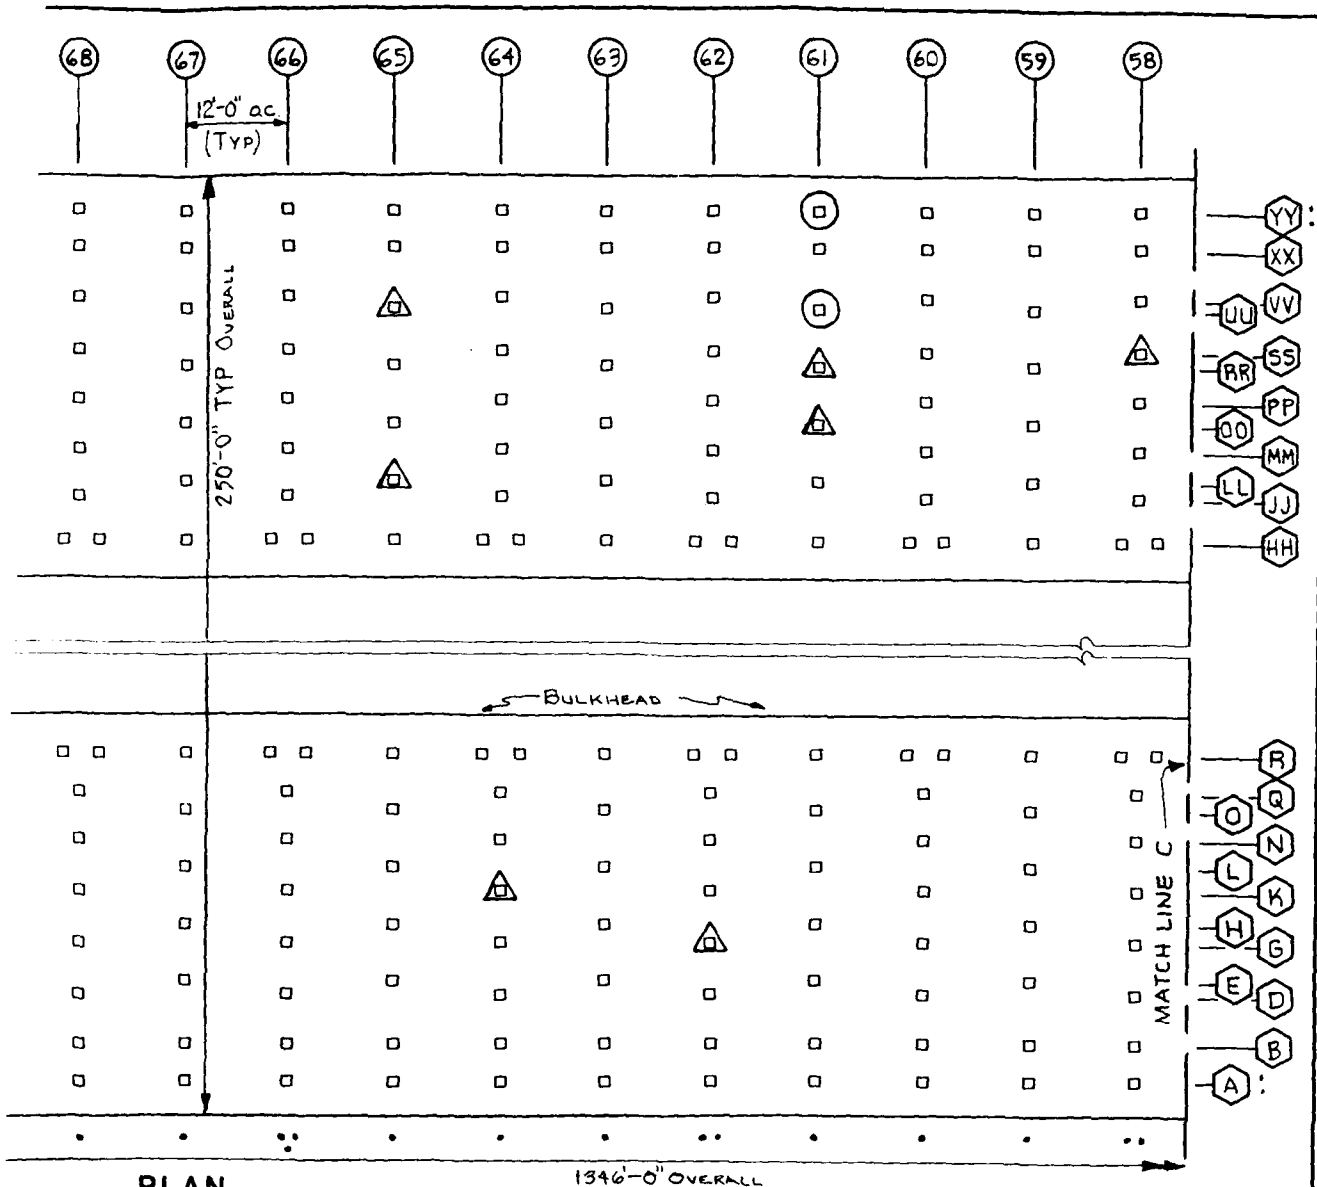 68 67 66 65 64 63 62 61 60 59 58
12'-0" o.c.
(TYP)
250'-0" TYP OVERALL
YY
XX
VV
UU
SS
RR
PP
OO
MM
LL
JJ
HH
BULKHEAD
R
Q
O
N
L
K
H
G
E
D
B
A
MATCH LINE C
1346'-0" OVERALL
PLAN